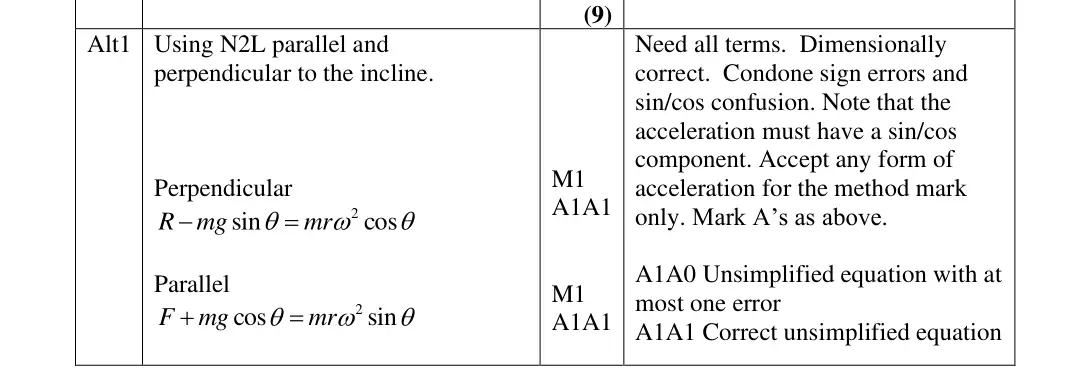 (9)
Alt1
Using N2L parallel and
perpendicular to the incline.
Perpendicular
R − mg sin θ = mrω² cos θ
Parallel
F + mg cos θ = mrω² sin θ
M1
A1A1
M1
A1A1
Need all terms. Dimensionally
correct. Condone sign errors and
sin/cos confusion. Note that the
acceleration must have a sin/cos
component. Accept any form of
acceleration for the method mark
only. Mark A’s as above.
A1A0 Unsimplified equation with at
most one error
A1A1 Correct unsimplified equation